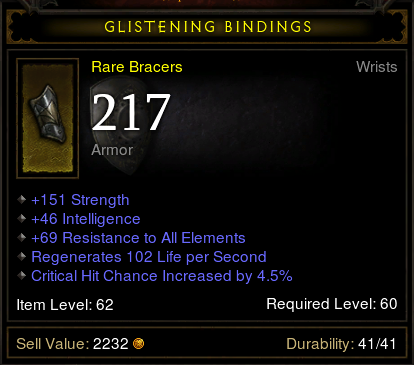 GLISTENING BINDINGS
Rare Bracers Wrists
217
Armor
+151 Strength
+46 Intelligence
+69 Resistance to All Elements
Regenerates 102 Life per Second
Critical Hit Chance Increased by 4.5%
Item Level: 62 Required Level: 60
Sell Value: 2232 Durability: 41/41